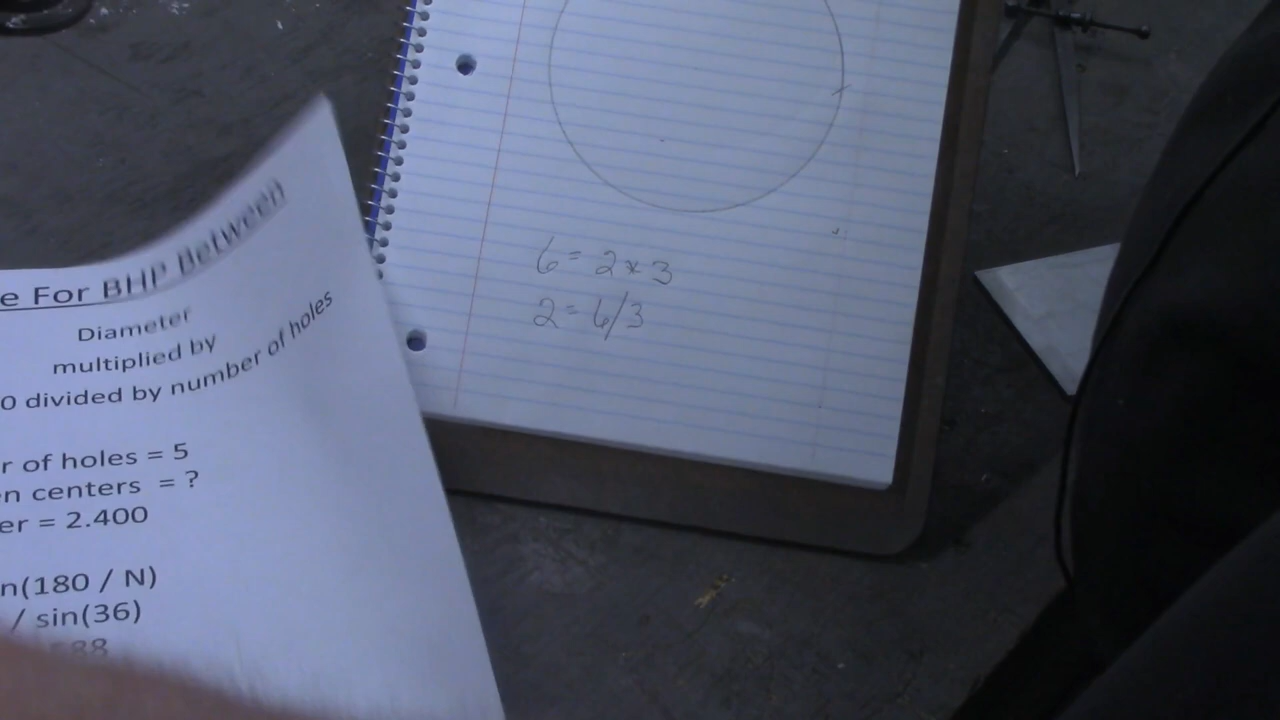 e For BHP Between
Diameter
multiplied by
0 divided by number of holes
r of holes = 5
n centers = ?
er = 2.400
n(180 / N)
/ sin(36)
88
6 = 2 * 3
2 = 6/3